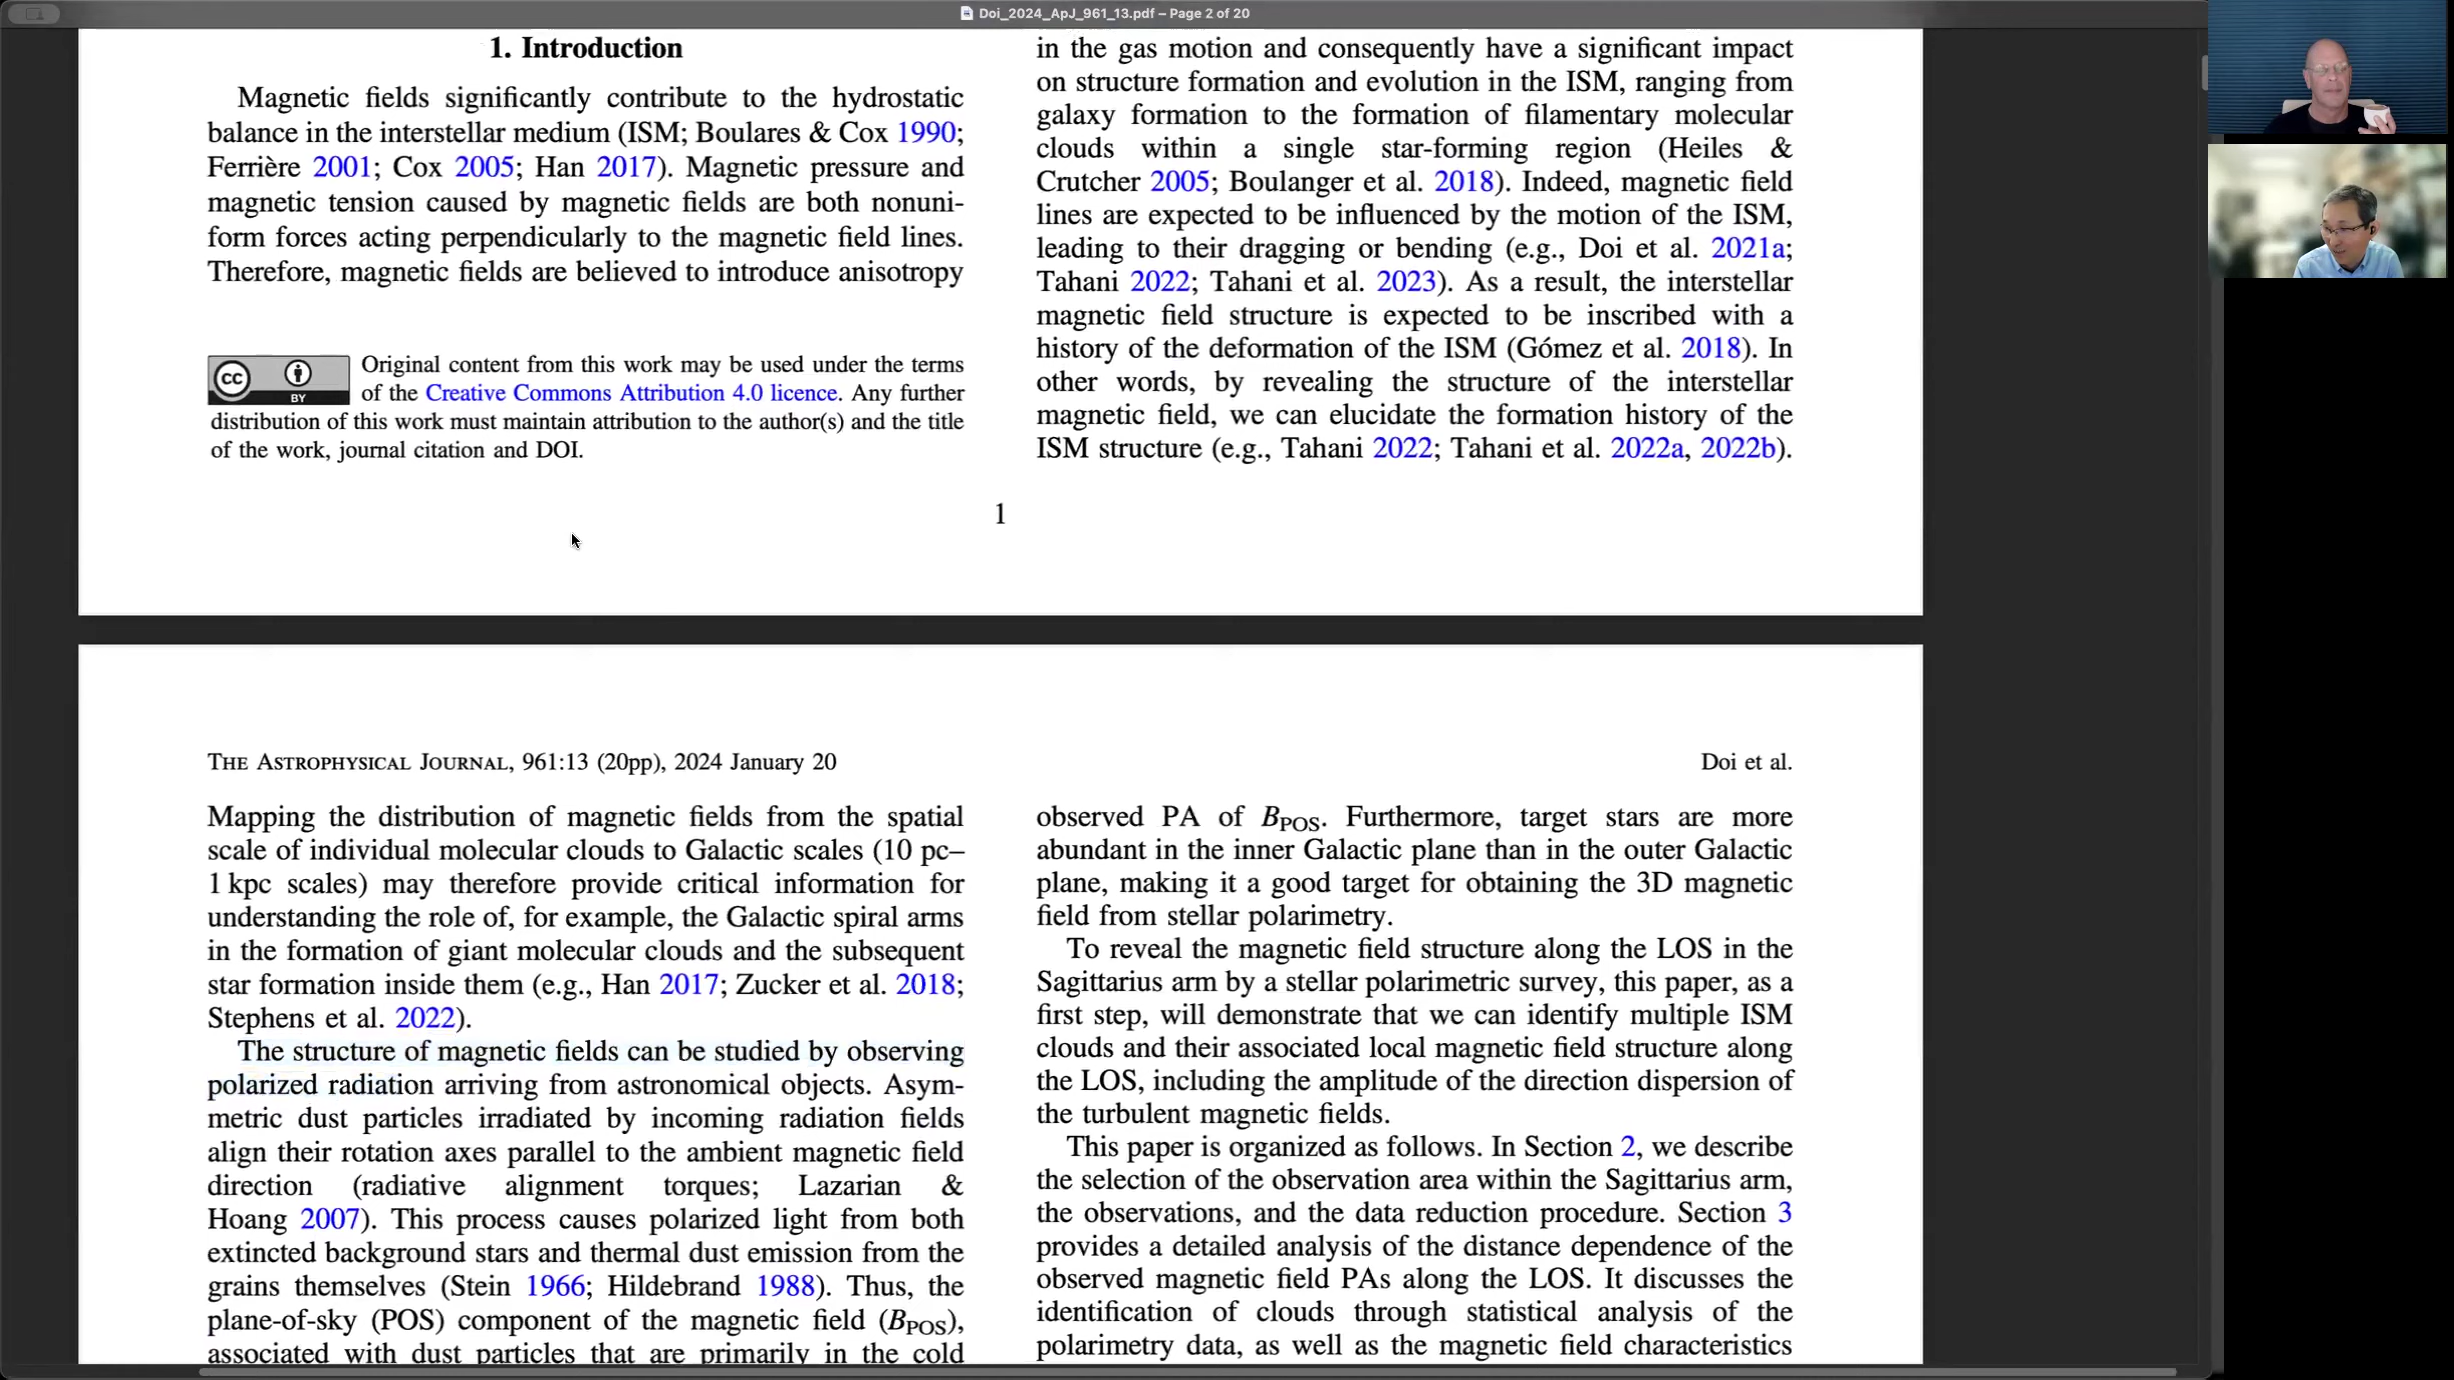 Doi_2024_ApJ_961_13.pdf – Page 2 of 20
1. Introduction
Magnetic fields significantly contribute to the hydrostatic
balance in the interstellar medium (ISM; Boulares & Cox 1990;
Ferrière 2001; Cox 2005; Han 2017). Magnetic pressure and
magnetic tension caused by magnetic fields are both nonuni-
form forces acting perpendicularly to the magnetic field lines.
Therefore, magnetic fields are believed to introduce anisotropy
cc BY
Original content from this work may be used under the terms
of the Creative Commons Attribution 4.0 licence. Any further
distribution of this work must maintain attribution to the author(s) and the title
of the work, journal citation and DOI.
in the gas motion and consequently have a significant impact
on structure formation and evolution in the ISM, ranging from
galaxy formation to the formation of filamentary molecular
clouds within a single star-forming region (Heiles &
Crutcher 2005; Boulanger et al. 2018). Indeed, magnetic field
lines are expected to be influenced by the motion of the ISM,
leading to their dragging or bending (e.g., Doi et al. 2021a;
Tahani 2022; Tahani et al. 2023). As a result, the interstellar
magnetic field structure is expected to be inscribed with a
history of the deformation of the ISM (Gómez et al. 2018). In
other words, by revealing the structure of the interstellar
magnetic field, we can elucidate the formation history of the
ISM structure (e.g., Tahani 2022; Tahani et al. 2022a, 2022b).
1
THE ASTROPHYSICAL JOURNAL, 961:13 (20pp), 2024 January 20
Doi et al.
Mapping the distribution of magnetic fields from the spatial
scale of individual molecular clouds to Galactic scales (10 pc–
1 kpc scales) may therefore provide critical information for
understanding the role of, for example, the Galactic spiral arms
in the formation of giant molecular clouds and the subsequent
star formation inside them (e.g., Han 2017; Zucker et al. 2018;
Stephens et al. 2022).
The structure of magnetic fields can be studied by observing
polarized radiation arriving from astronomical objects. Asym-
metric dust particles irradiated by incoming radiation fields
align their rotation axes parallel to the ambient magnetic field
direction (radiative alignment torques; Lazarian &
Hoang 2007). This process causes polarized light from both
extincted background stars and thermal dust emission from the
grains themselves (Stein 1966; Hildebrand 1988). Thus, the
plane-of-sky (POS) component of the magnetic field (BPOS),
associated with dust particles that are primarily in the cold
observed PA of BPOS. Furthermore, target stars are more
abundant in the inner Galactic plane than in the outer Galactic
plane, making it a good target for obtaining the 3D magnetic
field from stellar polarimetry.
To reveal the magnetic field structure along the LOS in the
Sagittarius arm by a stellar polarimetric survey, this paper, as a
first step, will demonstrate that we can identify multiple ISM
clouds and their associated local magnetic field structure along
the LOS, including the amplitude of the direction dispersion of
the turbulent magnetic fields.
This paper is organized as follows. In Section 2, we describe
the selection of the observation area within the Sagittarius arm,
the observations, and the data reduction procedure. Section 3
provides a detailed analysis of the distance dependence of the
observed magnetic field PAs along the LOS. It discusses the
identification of clouds through statistical analysis of the
polarimetry data, as well as the magnetic field characteristics